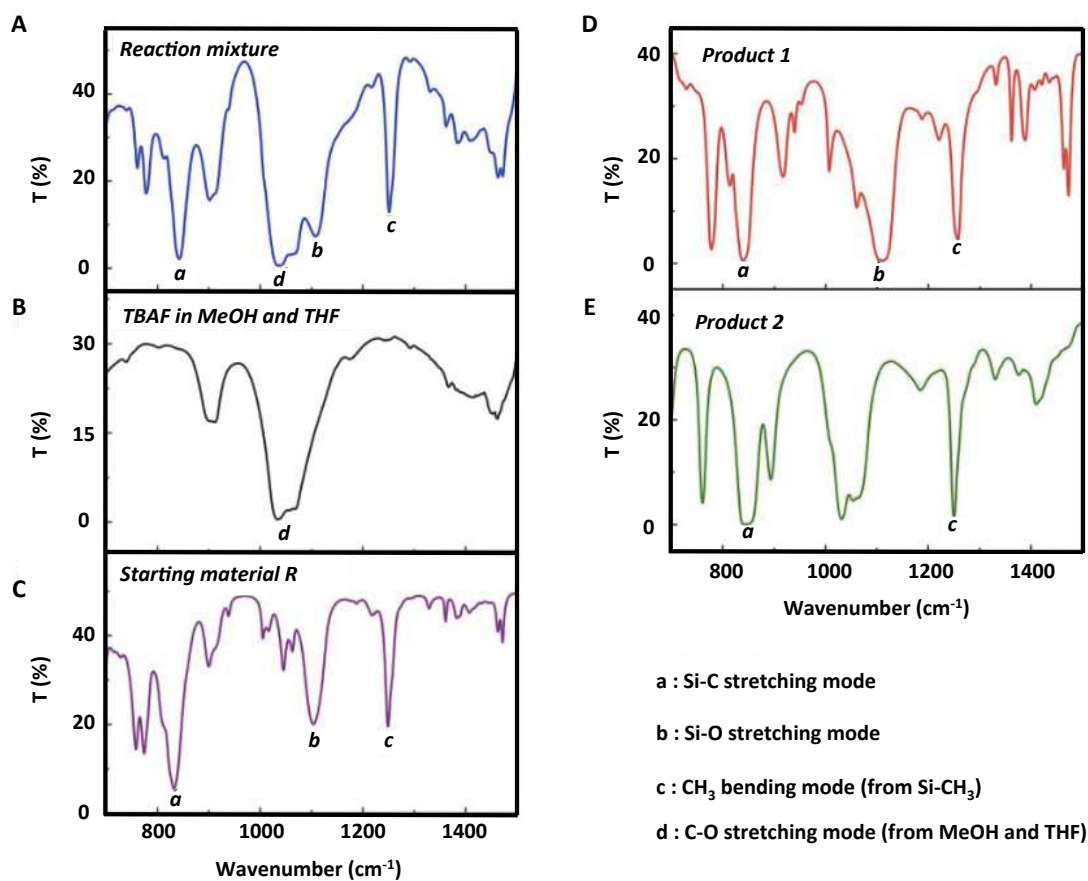 A
Reaction mixture
T (%)
40
20
0
a
d
b
c
B
TBAF in MeOH and THF
T (%)
30
15
0
d
C
Starting material R
T (%)
40
20
0
a
b
c
800 1000 1200 1400
Wavenumber (cm-1)
D
Product 1
T (%)
40
20
0
a
b
c
E
Product 2
T (%)
40
20
0
a
c
800 1000 1200 1400
Wavenumber (cm-1)
a : Si-C stretching mode
b : Si-O stretching mode
c : CH3 bending mode (from Si-CH3)
d : C-O stretching mode (from MeOH and THF)